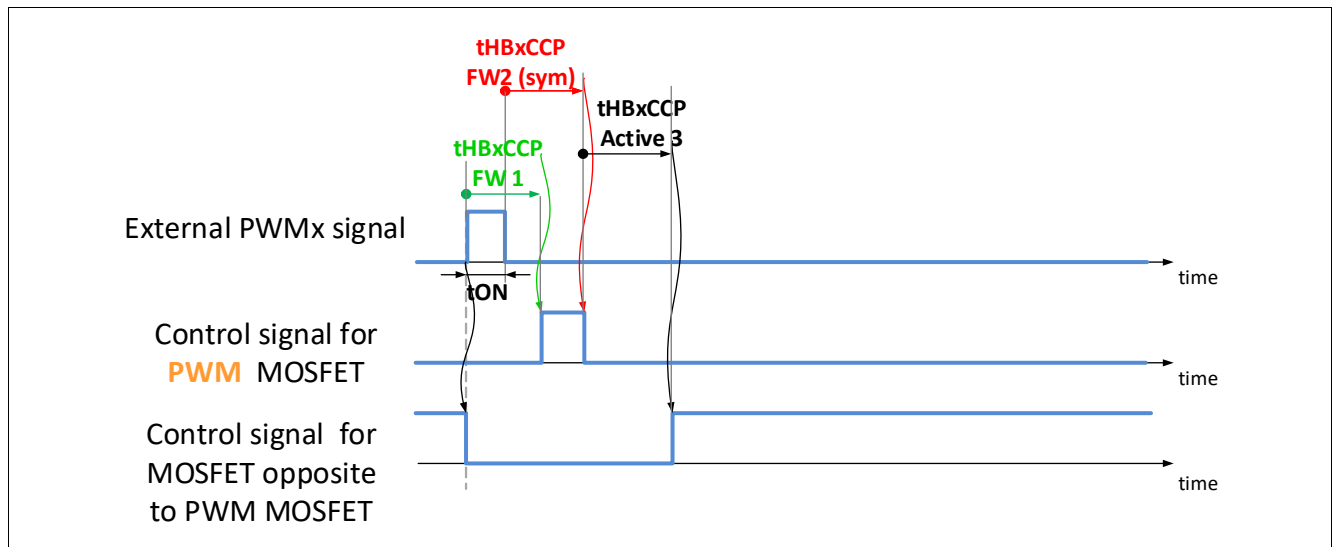 tHBxCCP
FW2 (sym)
tHBxCCP
Active 3
tHBxCCP
FW 1
External PWMx signal
time
tON
Control signal for
PWM MOSFET
time
Control signal for
MOSFET opposite
to PWM MOSFET
time